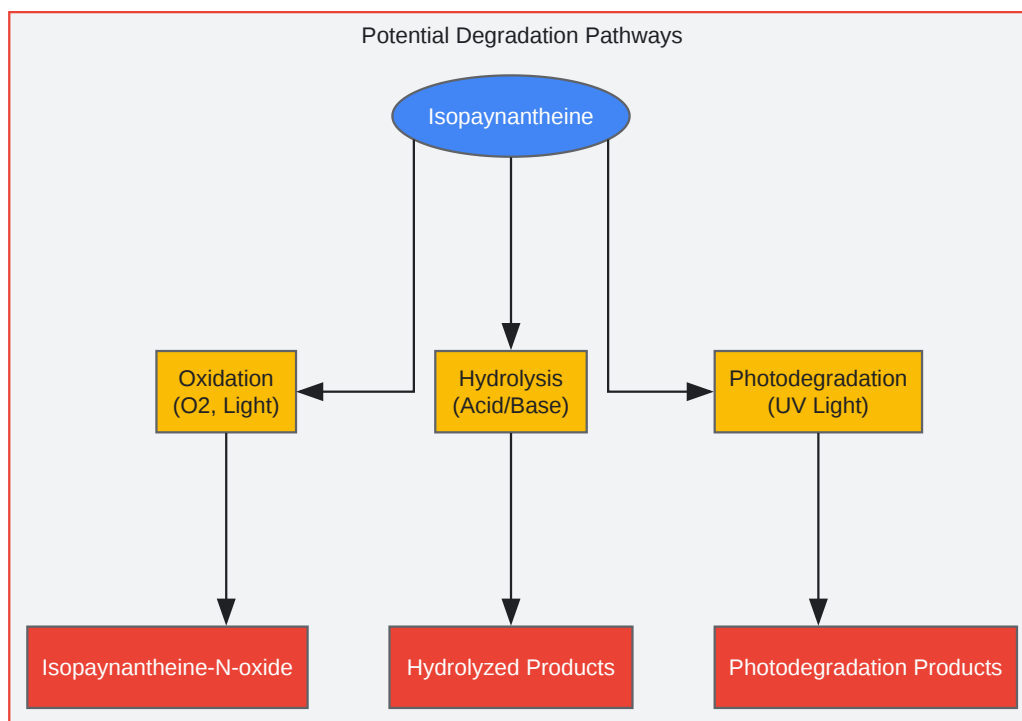 Potential Degradation Pathways
Isopaynantheine
Oxidation
(O2, Light)
Hydrolysis
(Acid/Base)
Photodegradation
(UV Light)
Isopaynantheine-N-oxide
Hydrolyzed Products
Photodegradation Products